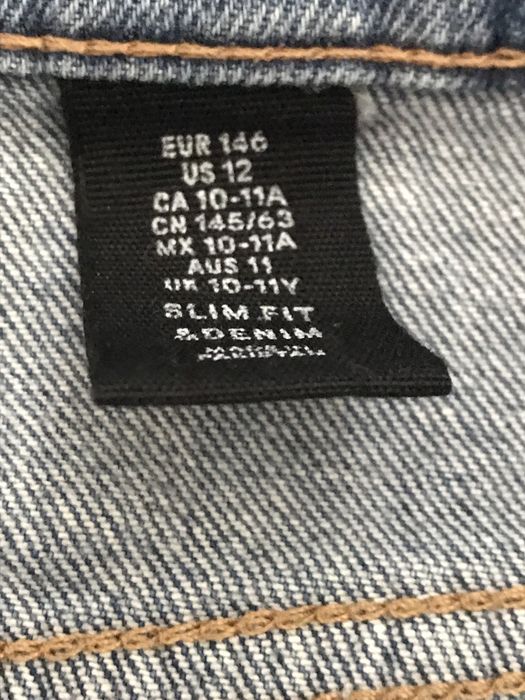 EUR 146
US 12
CA 10-11A
CN 145/63
MX 10-11A
AUS 11
UK 10-11Y
SLIM FIT
&DENIM